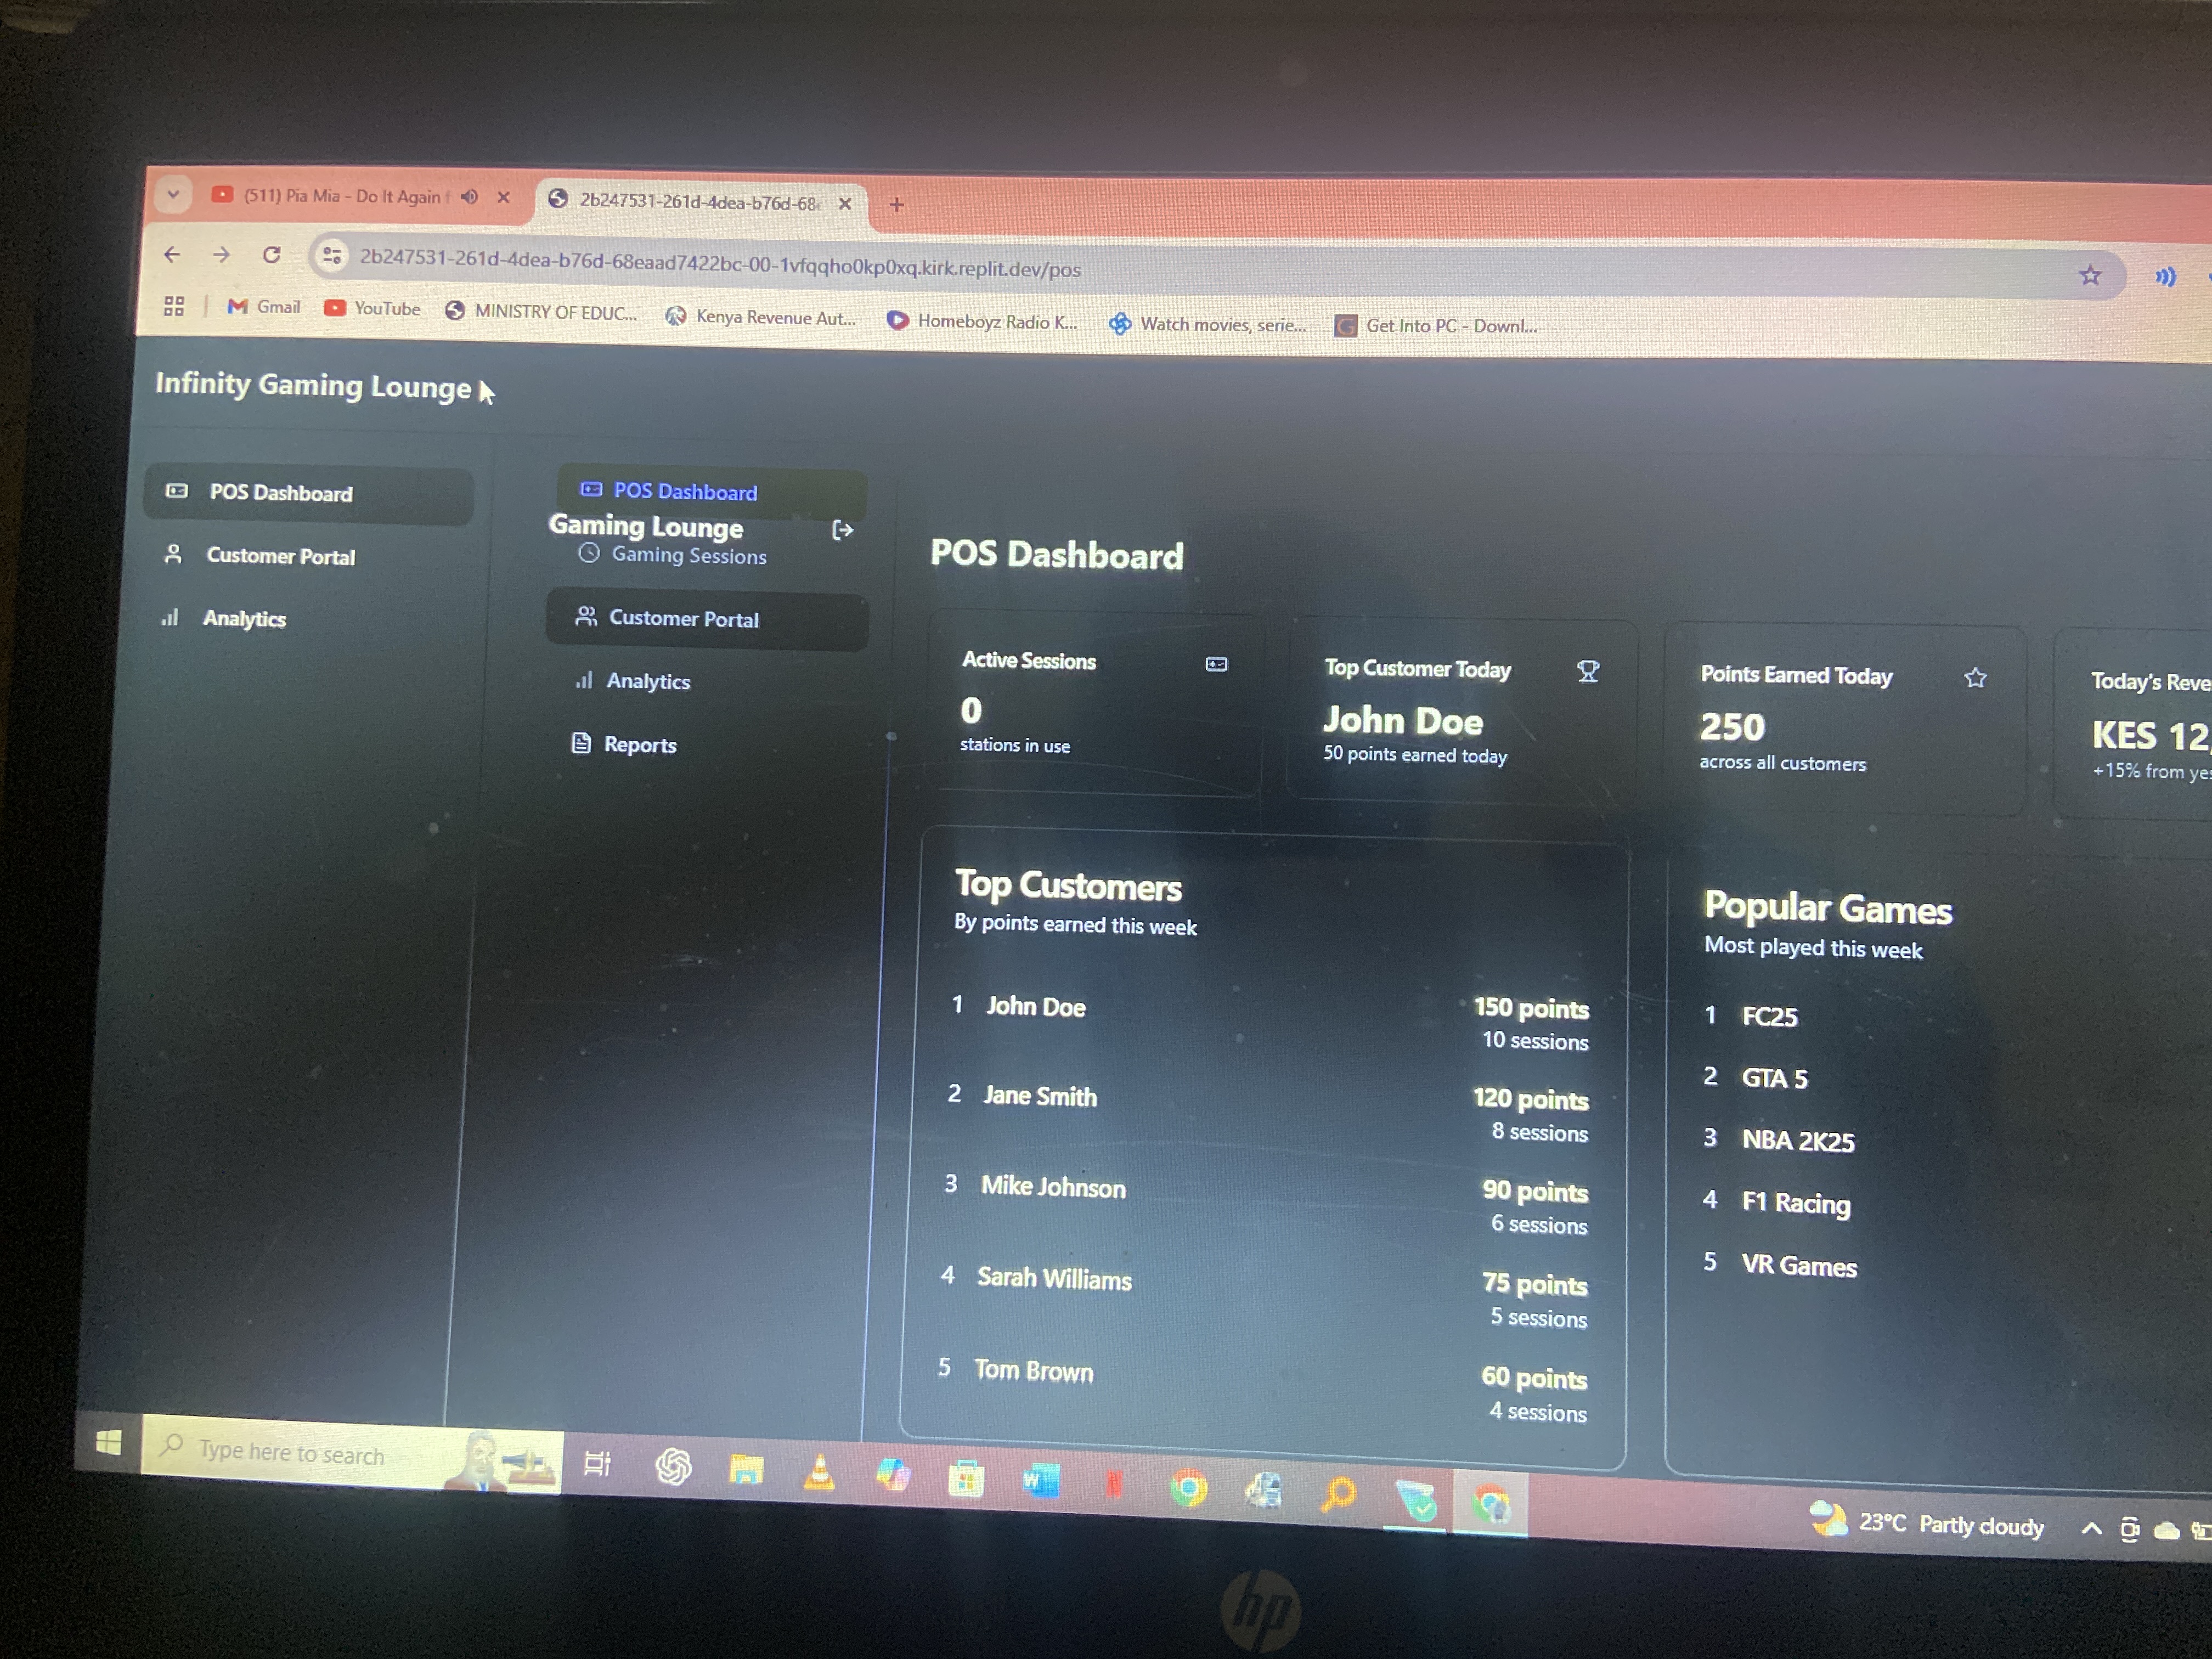 (511) Pia Mia - Do It Again
2b247531-261d-4dea-b76d-68
2b247531-261d-4dea-b76d-68eaad7422bc-00-1vfqqho0kp0xq.kirk.replit.dev/pos
Gmail
YouTube
MINISTRY OF EDUC...
Kenya Revenue Aut...
Homeboyz Radio K...
Watch movies, serie...
Get Into PC - Downl...
Infinity Gaming Lounge
POS Dashboard
Customer Portal
Analytics
POS Dashboard
Gaming Lounge
Gaming Sessions
Customer Portal
Analytics
Reports
POS Dashboard
Active Sessions
0
stations in use
Top Customer Today
John Doe
50 points earned today
Points Earned Today
250
across all customers
Today's Reve
KES 12,
+15% from yes
Top Customers
By points earned this week
1 John Doe 150 points
10 sessions
2 Jane Smith 120 points
8 sessions
3 Mike Johnson 90 points
6 sessions
4 Sarah Williams 75 points
5 sessions
5 Tom Brown 60 points
4 sessions
Popular Games
Most played this week
1 FC25
2 GTA 5
3 NBA 2K25
4 F1 Racing
5 VR Games
Type here to search
23°C Partly cloudy
hp